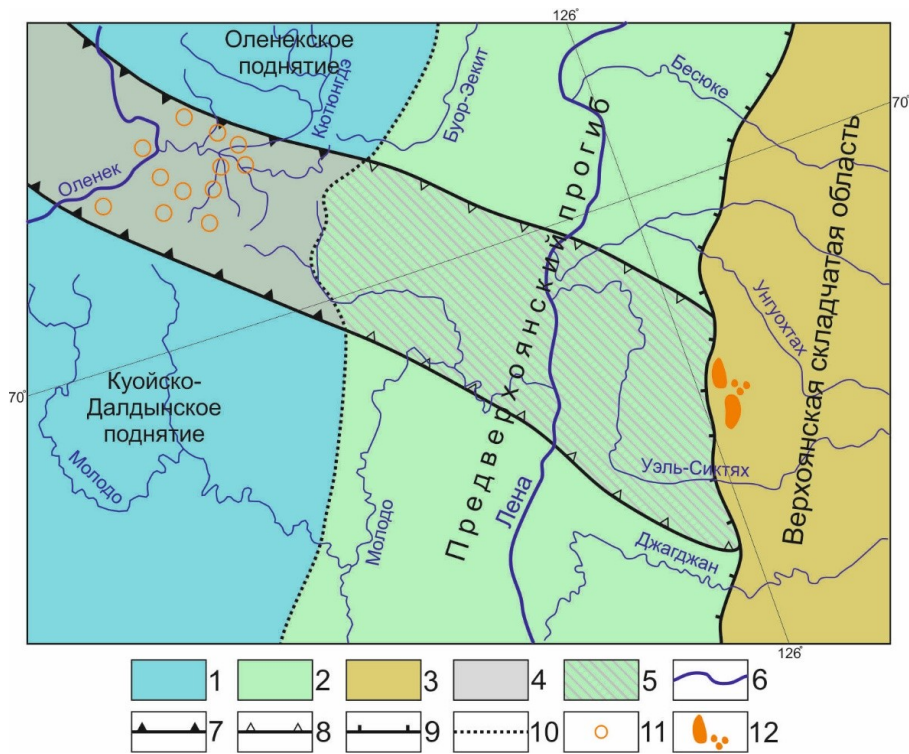 126°
Оленекское
поднятие
Кютюнгдэ
Буор-Эекит
Бесюке
70°
Оленек
Предверхоянский прогиб
Верхоянская складчатая область
Унгуохтах
70°
Куойско-
Далдынское
поднятие
Молодо
Молодо
Лена
Уэль-Сиктях
Джагджан
126°
1 2 3 4 5 6
7 8 9 10 11 12